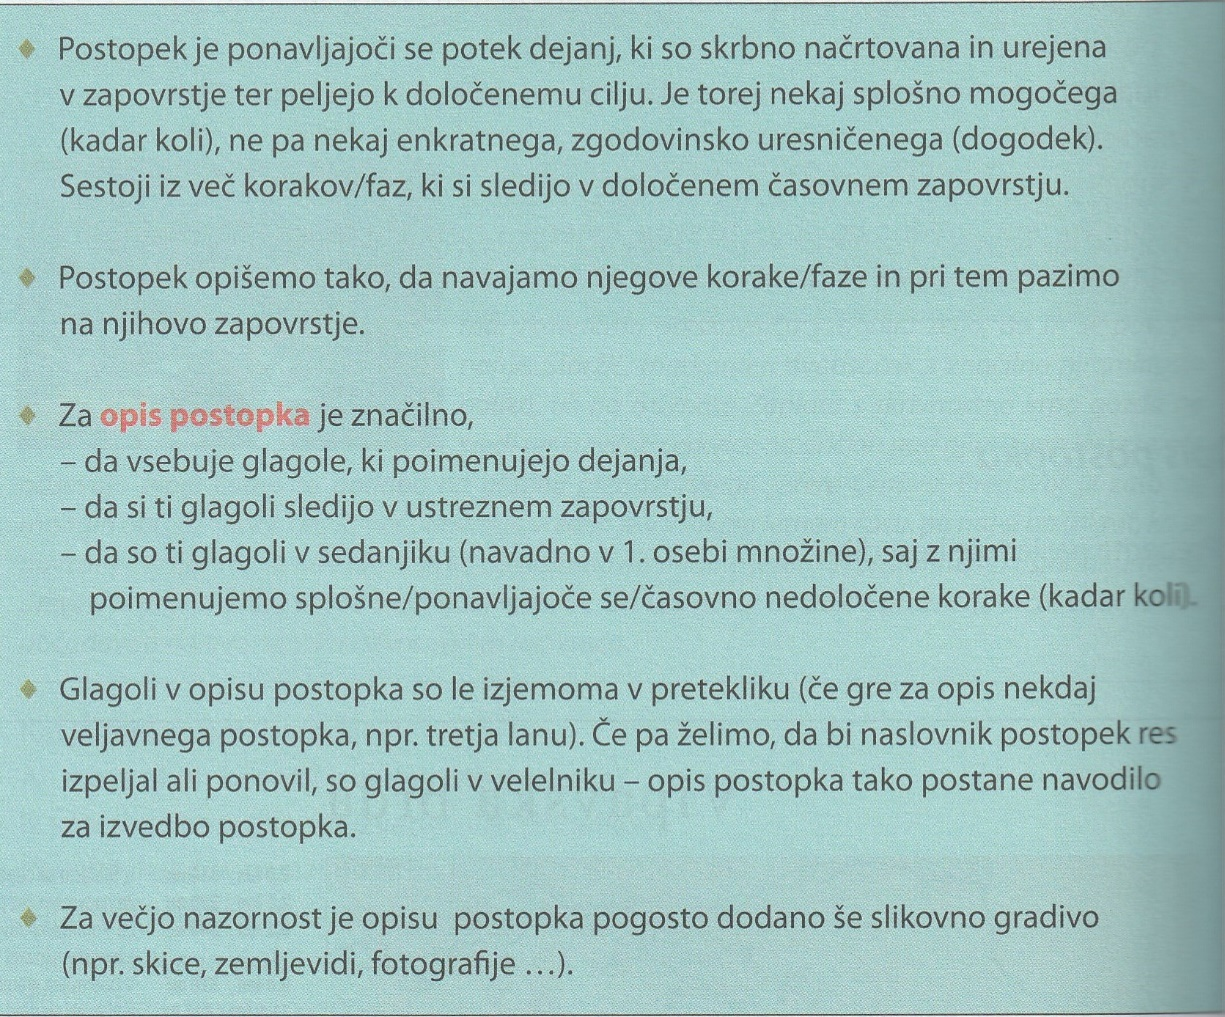 Postopek je ponavljajoči se potek dejanj, ki so skrbno načrtovana in urejena
v zapovrstje ter peljejo k določenemu cilju. Je torej nekaj splošno mogočega
(kadar koli), ne pa nekaj enkratnega, zgodovinsko uresničenega (dogodek).
Sestoji iz več korakov/faz, ki si sledijo v določenem časovnem zapovrstju.
Postopek opišemo tako, da navajamo njegove korake/faze in pri tem pazimo
na njihovo zapovrstje.
Za opis postopka je značilno,
– da vsebuje glagole, ki poimenujejo dejanja,
– da si ti glagoli sledijo v ustreznem zapovrstju,
– da so ti glagoli v sedanjiku (navadno v 1. osebi množine), saj z njimi
poimenujemo splošne/ponavljajoče se/časovno nedoločene korake (kadar koli).
Glagoli v opisu postopka so le izjemoma v pretekliku (če gre za opis nekdaj
veljavnega postopka, npr. tretja lanu). Če pa želimo, da bi naslovnik postopek res
izpeljal ali ponovil, so glagoli v velelniku – opis postopka tako postane navodilo
za izvedbo postopka.
Za večjo nazornost je opisu postopka pogosto dodano še slikovno gradivo
(npr. skice, zemljevidi, fotografije ...).